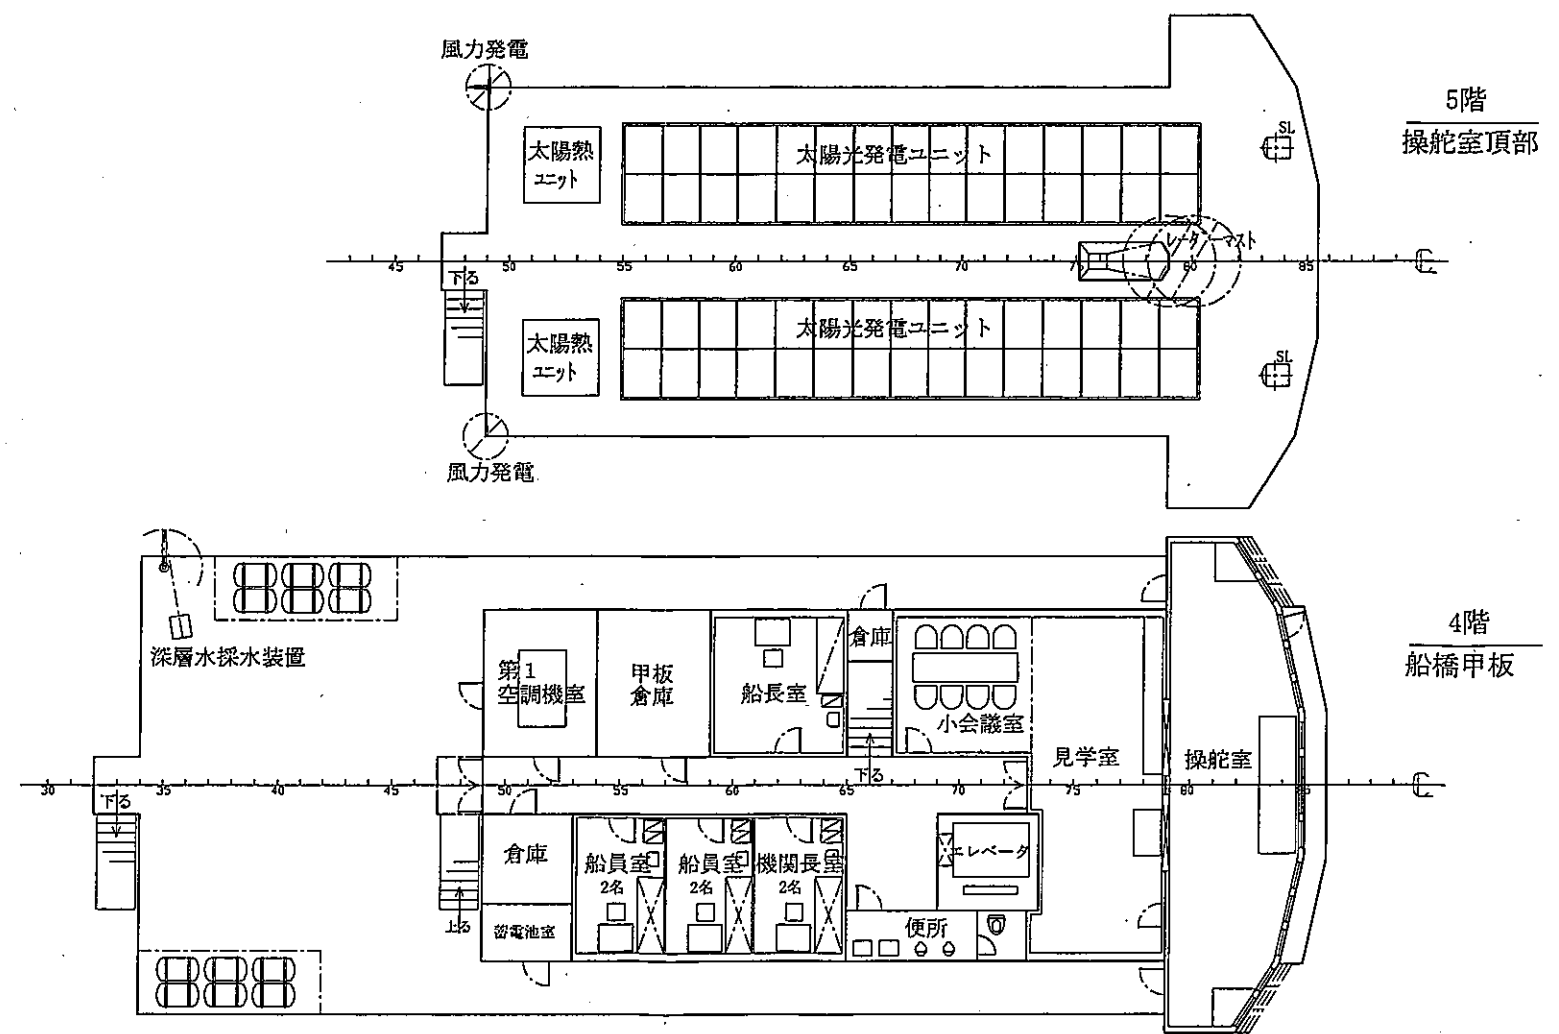 風力発電
5階
操舵室頂部
太陽熱
ユニット
太陽光発電ユニット
SL
レーダーマスト
45 50 55 60 65 70 75 80 85
下る
太陽熱
ユニット
太陽光発電ユニット
SL
風力発電
4階
船橋甲板
深層水採水装置
第1
空調機室
甲板
倉庫
船長室
倉庫
小会議室
見学室
操舵室
30 35 40 45 50 55 60 65 70 75 80 85
下る
下る
倉庫
船員室
2名
船員室
2名
機関長室
2名
エレベータ
上る
蓄電池室
便所